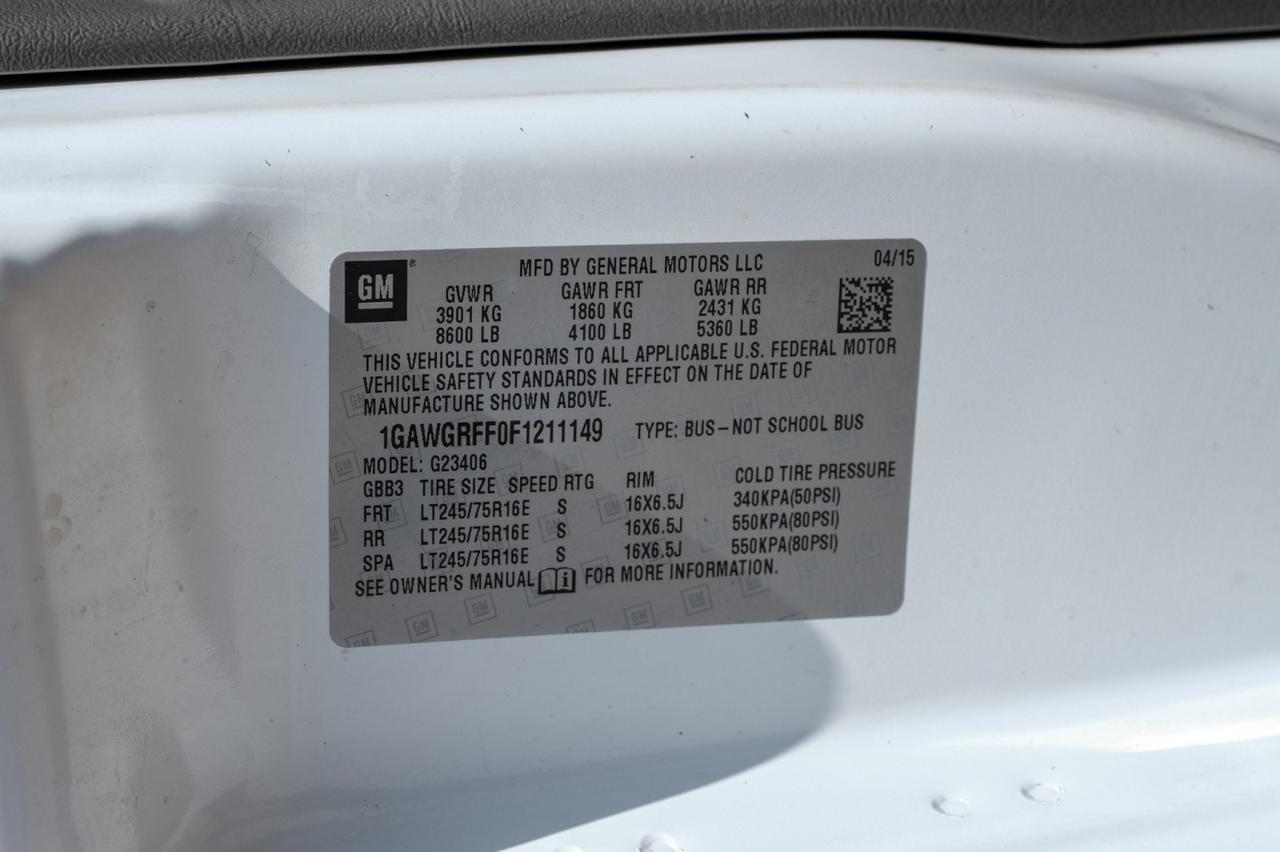 GM® MFD BY GENERAL MOTORS LLC 04/15
GVWR GAWR FRT GAWR RR
3901 KG 1860 KG 2431 KG
8600 LB 4100 LB 5360 LB
THIS VEHICLE CONFORMS TO ALL APPLICABLE U.S. FEDERAL MOTOR
VEHICLE SAFETY STANDARDS IN EFFECT ON THE DATE OF
MANUFACTURE SHOWN ABOVE.
1GAWGRFF0F1211149 TYPE: BUS–NOT SCHOOL BUS
MODEL: G23406
GBB3 TIRE SIZE SPEED RTG RIM COLD TIRE PRESSURE
FRT LT245/75R16E S 16X6.5J 340KPA(50PSI)
RR LT245/75R16E S 16X6.5J 550KPA(80PSI)
SPA LT245/75R16E S 16X6.5J 550KPA(80PSI)
SEE OWNER'S MANUAL i FOR MORE INFORMATION.